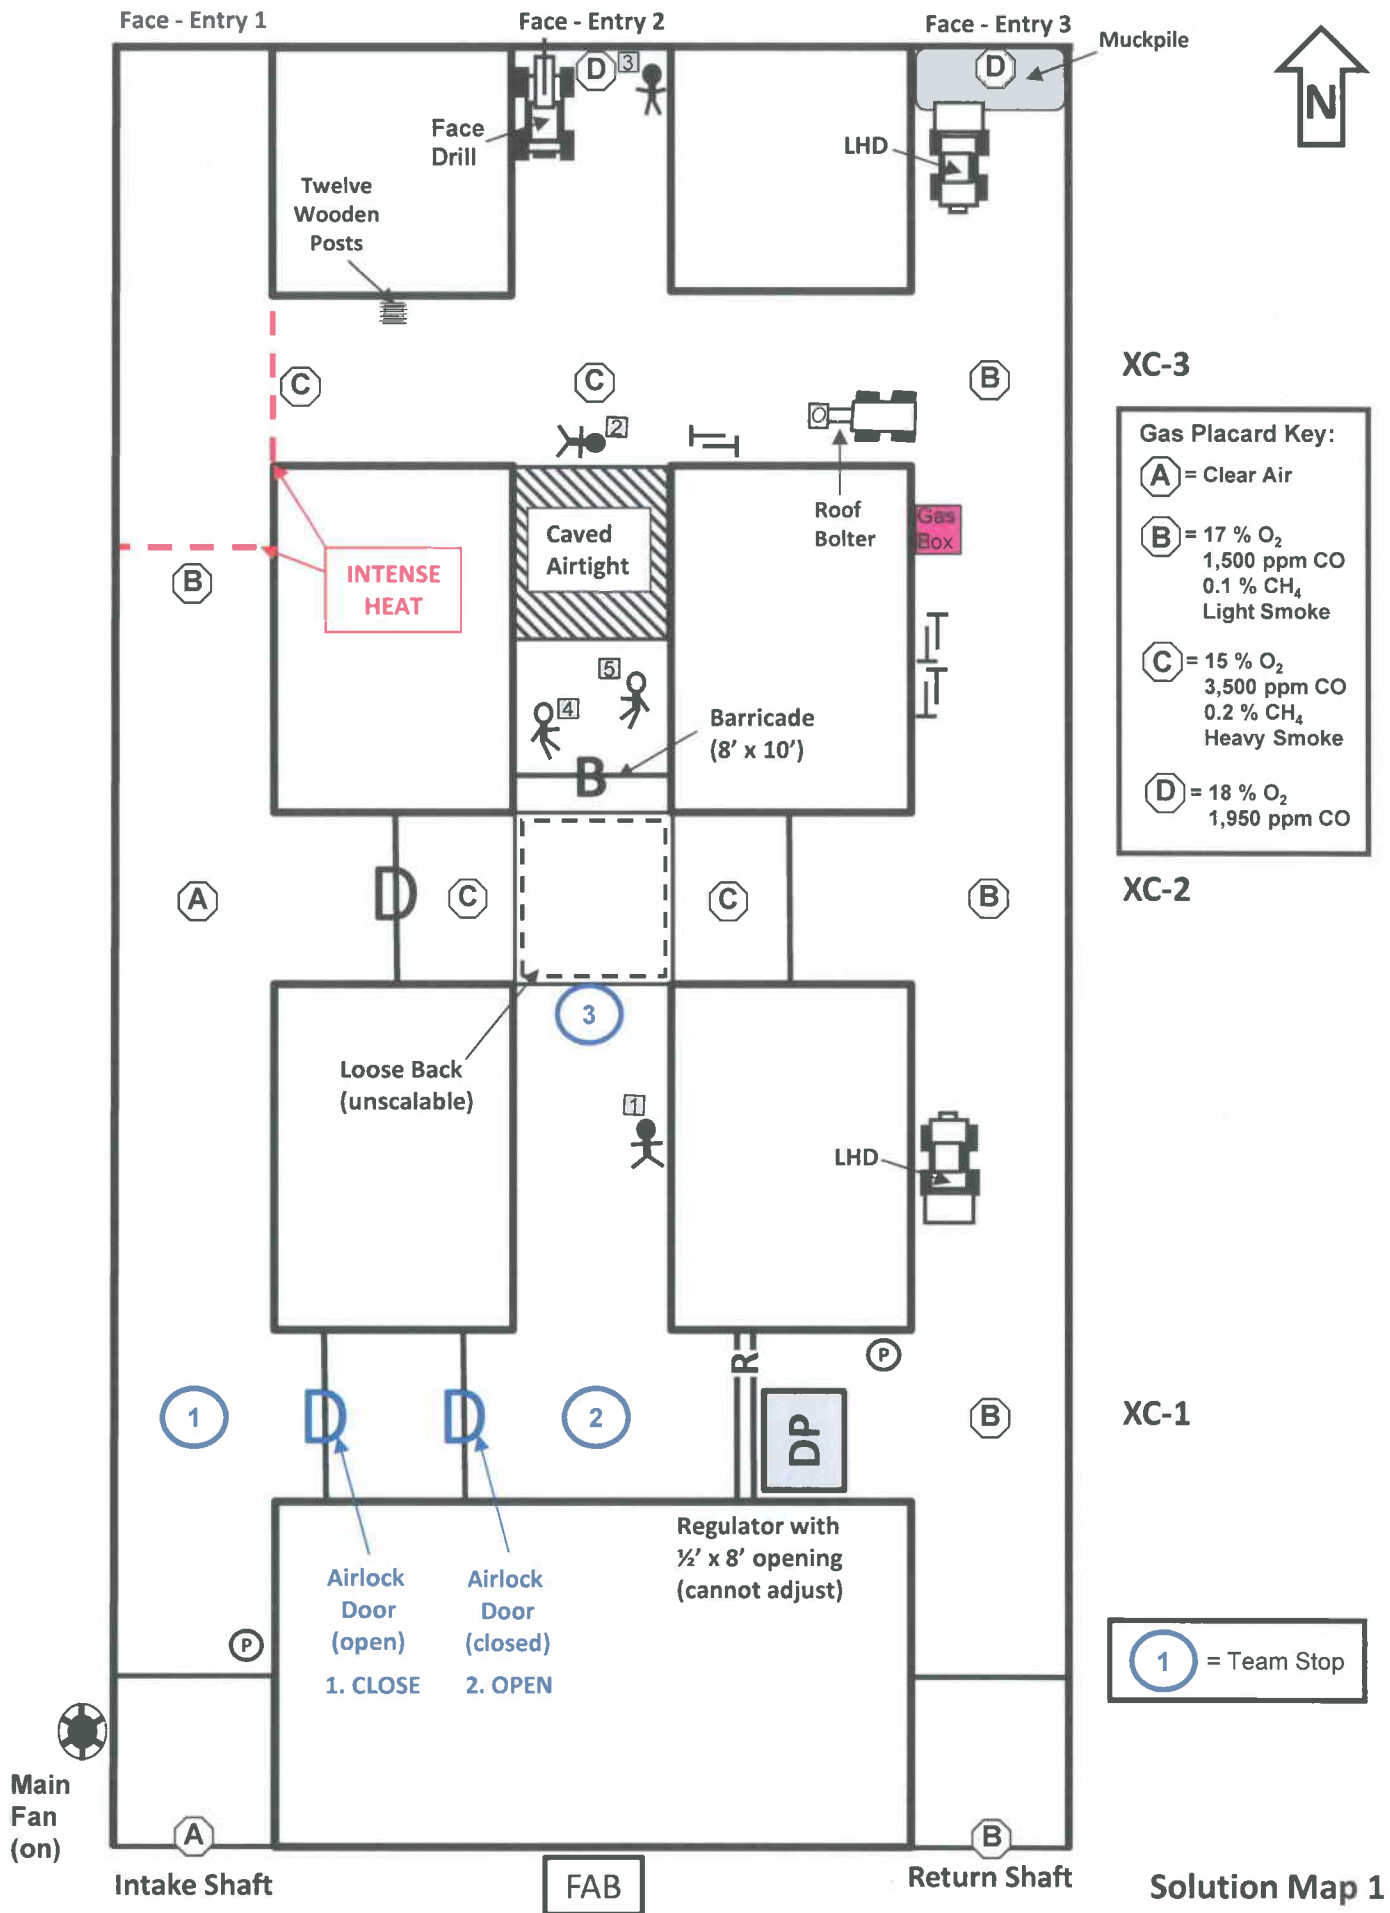 Face - Entry 1
Face - Entry 2
Face - Entry 3
Muckpile
N
D
3
D
Face
Drill
LHD
Twelve
Wooden
Posts
XC-3
C
C
B
2
Roof
Bolter
Gas
Box
Gas Placard Key:
A = Clear Air
B = 17 % O₂
1,500 ppm CO
0.1 % CH₄
Light Smoke
C = 15 % O₂
3,500 ppm CO
0.2 % CH₄
Heavy Smoke
D = 18 % O₂
1,950 ppm CO
Caved
Airtight
INTENSE
HEAT
B
5
4
Barricade
(8' x 10')
B
XC-2
A
D
C
C
B
3
Loose Back
(unscalable)
1
LHD
P
R
XC-1
1
D
D
2
DP
B
Regulator with
½' x 8' opening
(cannot adjust)
Airlock
Door
(open)
1. CLOSE
Airlock
Door
(closed)
2. OPEN
P
1 = Team Stop
Main
Fan
(on)
A
B
Intake Shaft
FAB
Return Shaft
Solution Map 1